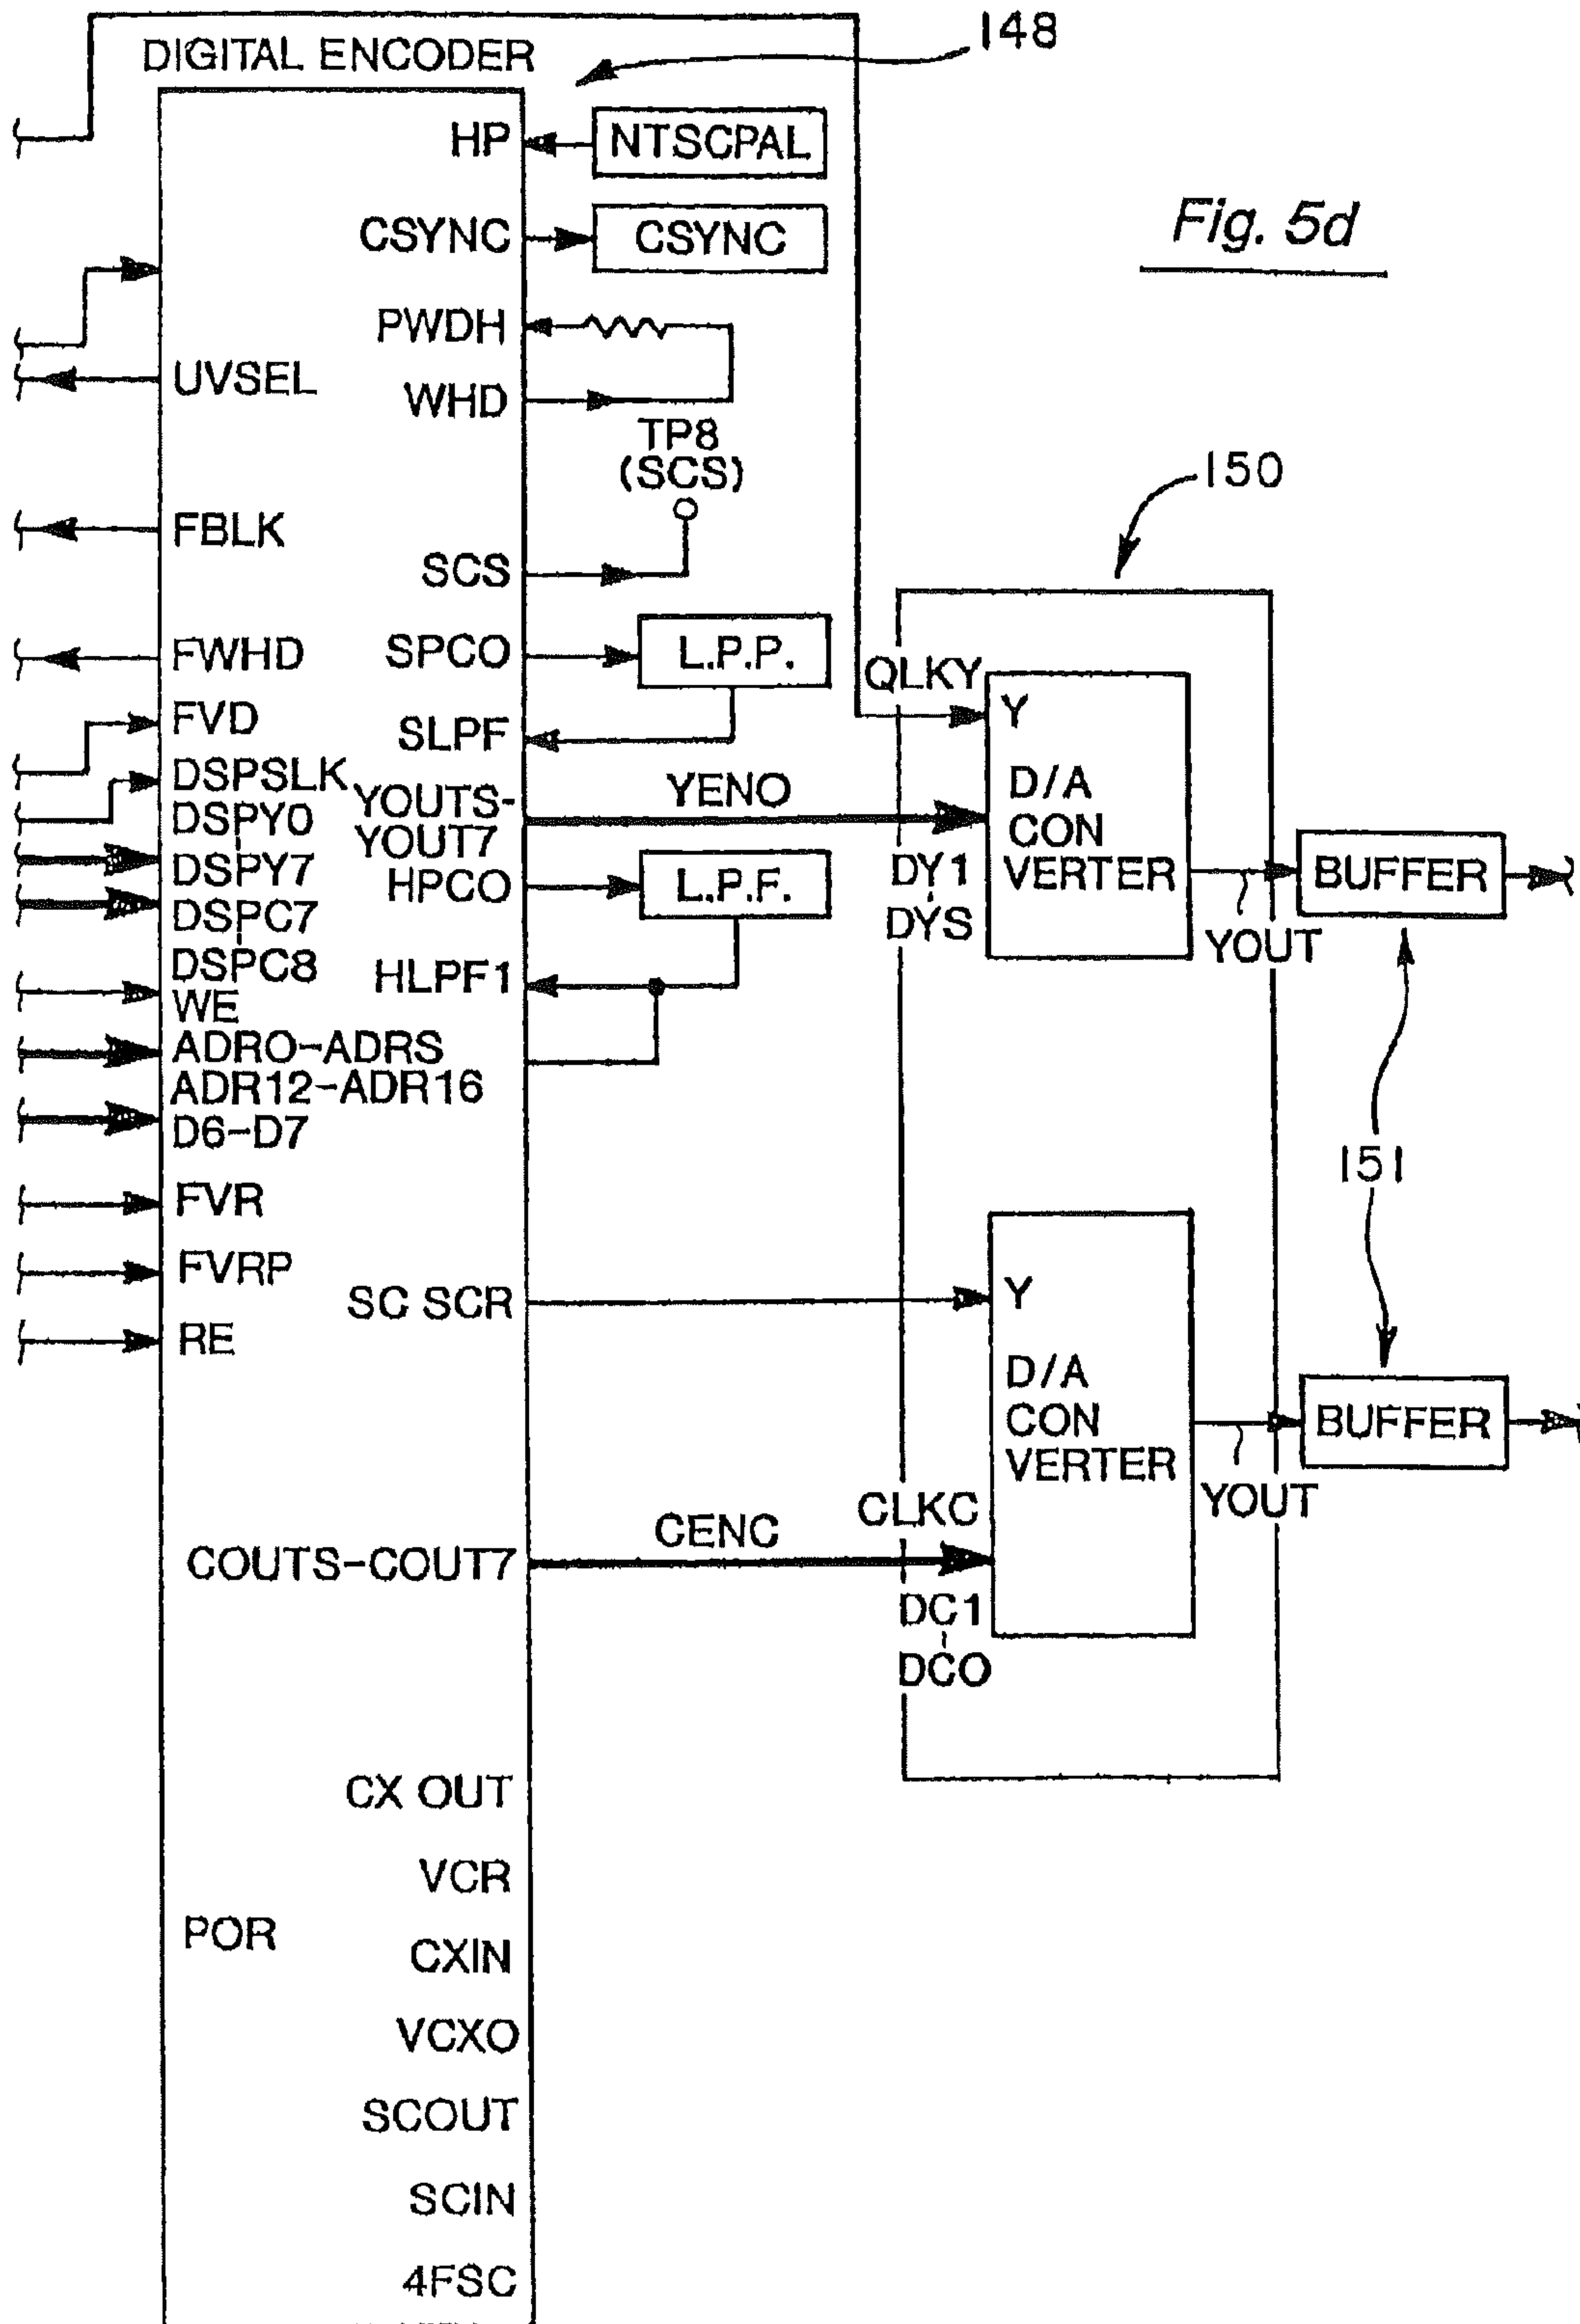 148
DIGITAL ENCODER
HP
NTSCPAL
Fig. 5d
CSYNC
CSYNC
PWDH
UVSEL
WHD
TP8
(SCS)
150
FBLK
SCS
FWHD
SPCO
L.P.P.
QLKY
Y
FVD
SLPF
DSPSLK
YENO
D/A
CON
VERTER
YOUTS-
YOUT7
DSPY0
DSPY7
HPCO
L.P.F.
DY1
DYS
BUFFER
DSPC7
YOUT
DSPC8
HLPF1
WE
ADRO-ADRS
ADR12-ADR16
D6-D7
151
FVR
FVRP
SC SCR
Y
RE
D/A
CON
VERTER
BUFFER
YOUT
CLKC
CENC
COUTS-COUT7
DC1
DCO
CX OUT
VCR
POR
CXIN
VCXO
SCOUT
SCIN
4FSC